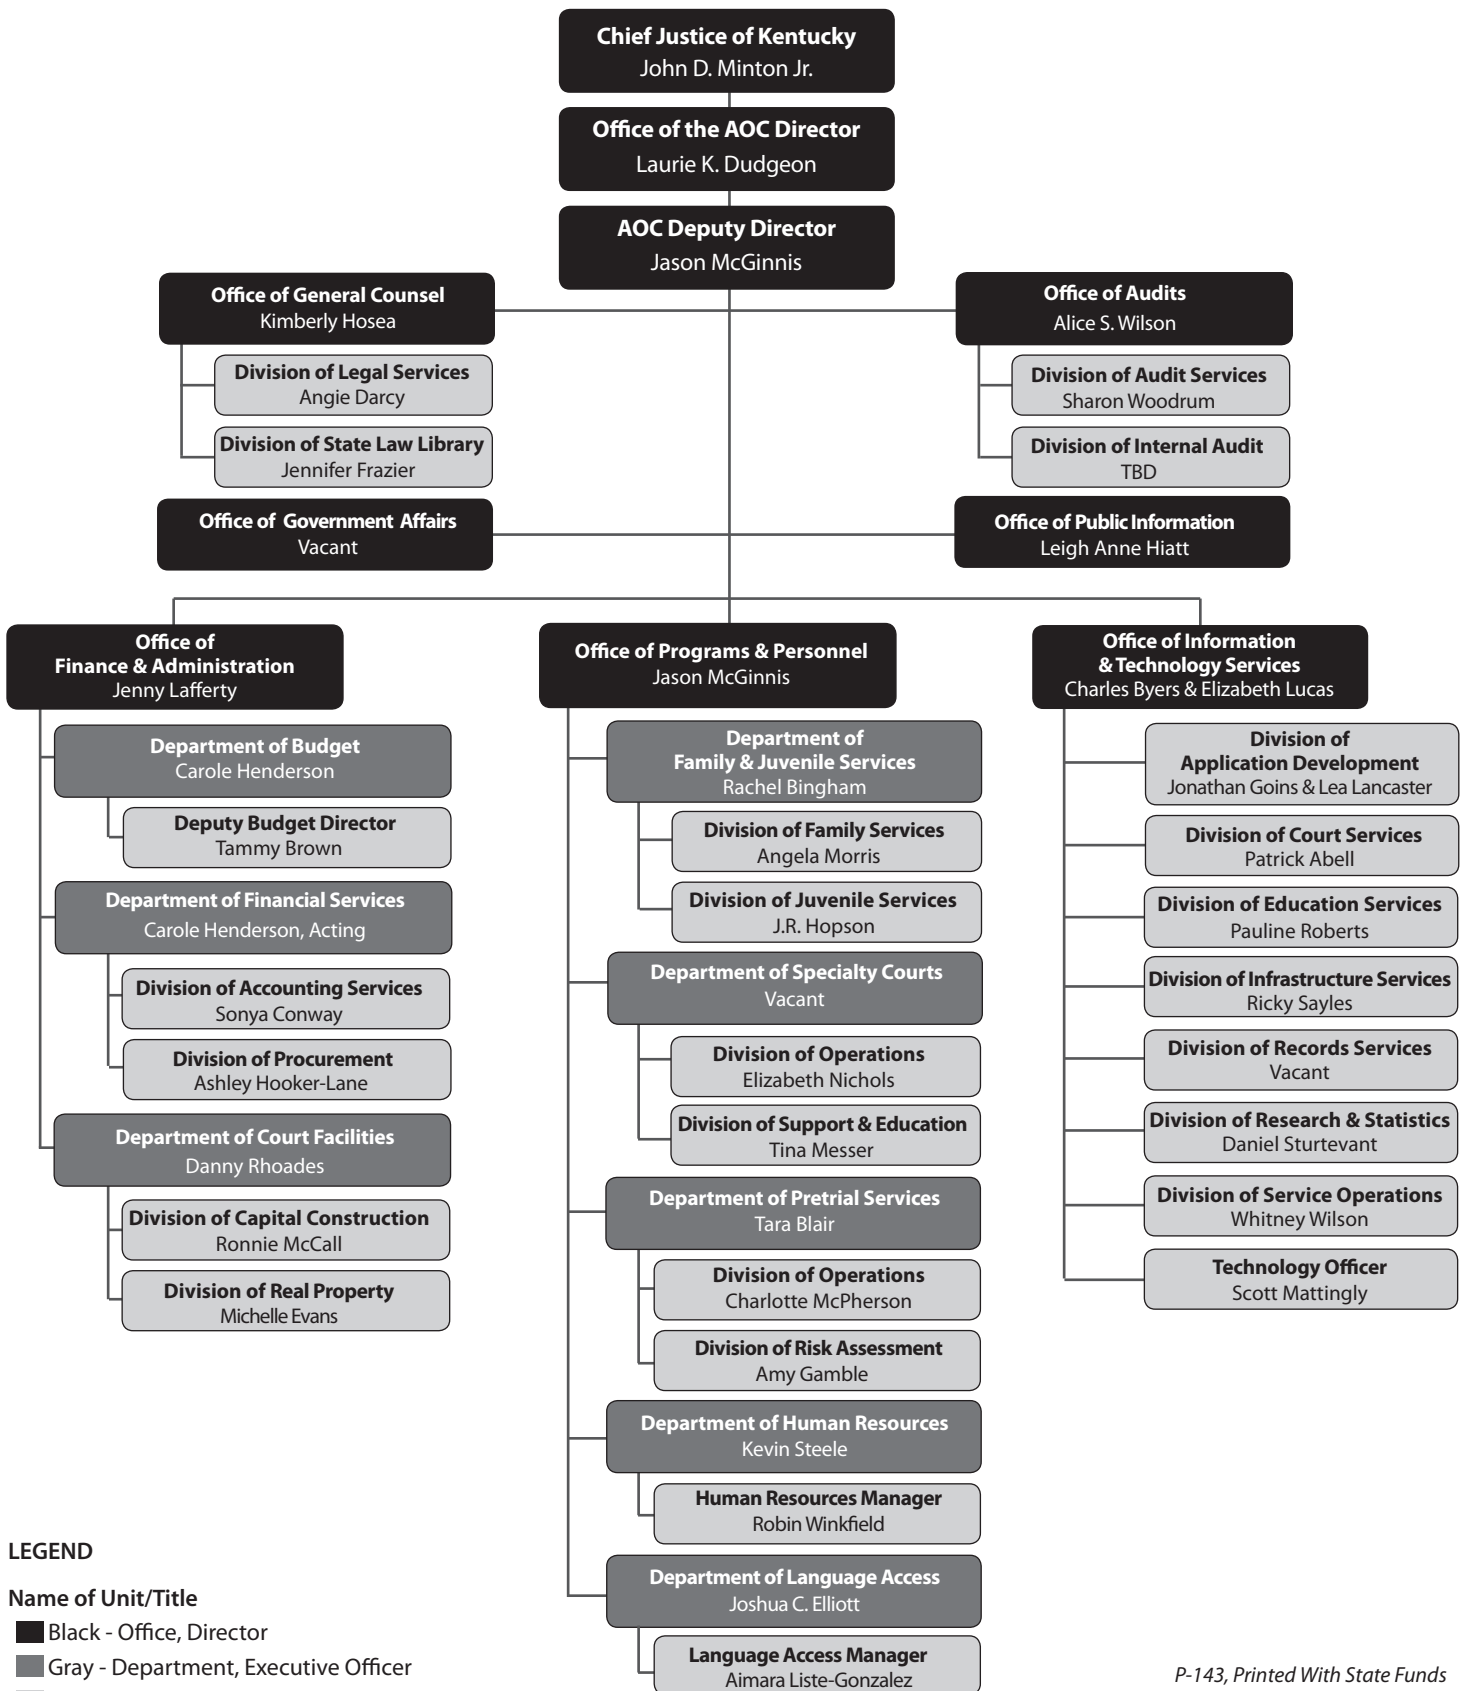 Chief Justice of Kentucky
John D. Minton Jr.
Office of the AOC Director
Laurie K. Dudgeon
AOC Deputy Director
Jason McGinnis
Office of General Counsel
Kimberly Hosea
Division of Legal Services
Angie Darcy
Division of State Law Library
Jennifer Frazier
Office of Audits
Alice S. Wilson
Division of Audit Services
Sharon Woodrum
Division of Internal Audit
TBD
Office of Government Affairs
Vacant
Office of Public Information
Leigh Anne Hiatt
Office of
Finance & Administration
Jenny Lafferty
Department of Budget
Carole Henderson
Deputy Budget Director
Tammy Brown
Department of Financial Services
Carole Henderson, Acting
Division of Accounting Services
Sonya Conway
Division of Procurement
Ashley Hooker-Lane
Department of Court Facilities
Danny Rhoades
Division of Capital Construction
Ronnie McCall
Division of Real Property
Michelle Evans
Office of Programs & Personnel
Jason McGinnis
Department of
Family & Juvenile Services
Rachel Bingham
Division of Family Services
Angela Morris
Division of Juvenile Services
J.R. Hopson
Department of Specialty Courts
Vacant
Division of Operations
Elizabeth Nichols
Division of Support & Education
Tina Messer
Department of Pretrial Services
Tara Blair
Division of Operations
Charlotte McPherson
Division of Risk Assessment
Amy Gamble
Department of Human Resources
Kevin Steele
Human Resources Manager
Robin Winkfield
Department of Language Access
Joshua C. Elliott
Language Access Manager
Aimara Liste-Gonzalez
Office of Information
& Technology Services
Charles Byers & Elizabeth Lucas
Division of
Application Development
Jonathan Goins & Lea Lancaster
Division of Court Services
Patrick Abell
Division of Education Services
Pauline Roberts
Division of Infrastructure Services
Ricky Sayles
Division of Records Services
Vacant
Division of Research & Statistics
Daniel Sturtevant
Division of Service Operations
Whitney Wilson
Technology Officer
Scott Mattingly
LEGEND
Name of Unit/Title
Black - Office, Director
Gray - Department, Executive Officer
P-143, Printed With State Funds